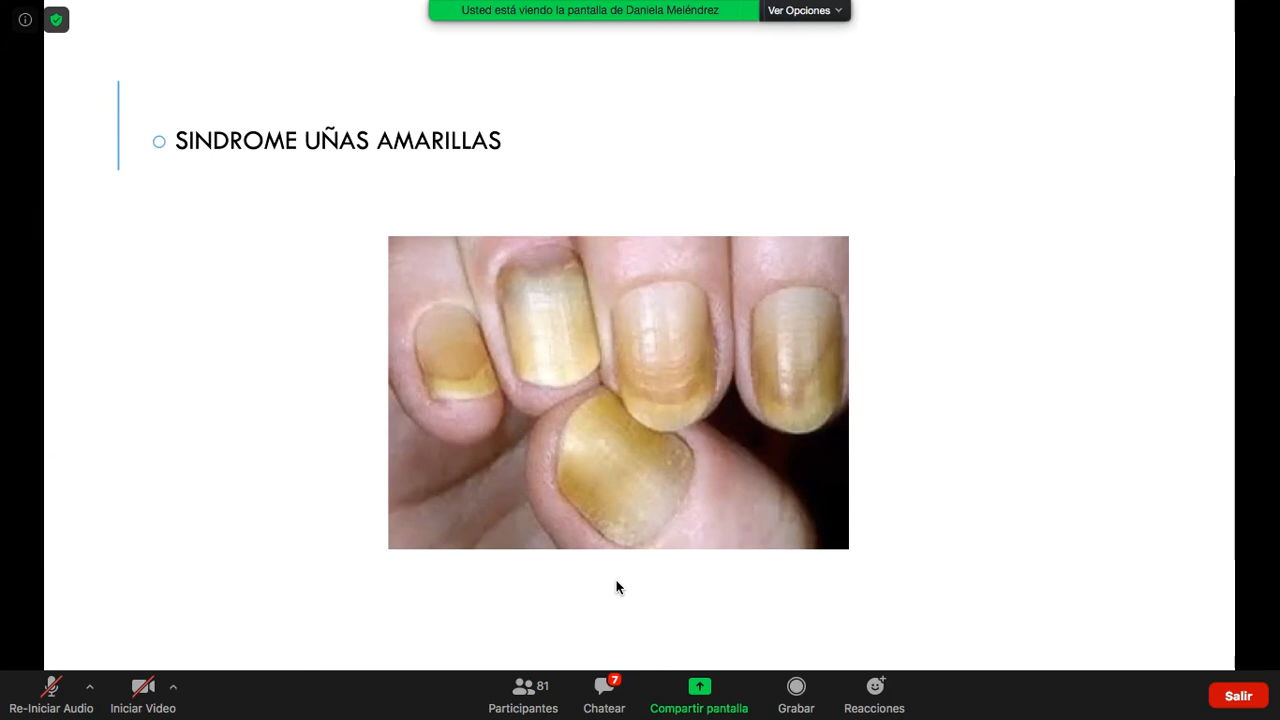 Usted está viendo la pantalla de Daniela Meléndrez
Ver Opciones
SINDROME UÑAS AMARILLAS
Re-Iniciar Audio
Iniciar Video
81
Participantes
7
Chatear
Compartir pantalla
Grabar
Reacciones
Salir